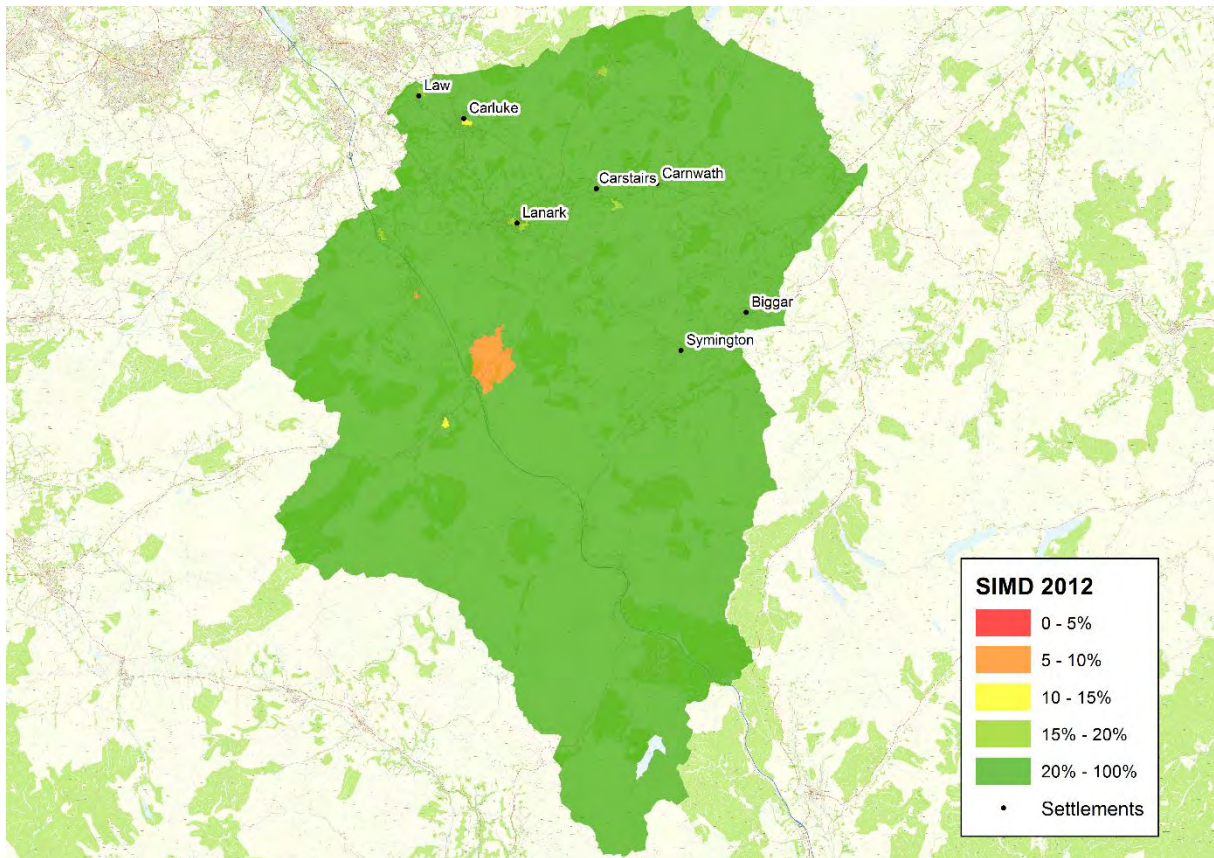 Law
Carluke
Carstairs
Carnwath
Lanark
Biggar
Symington
SIMD 2012
0 - 5%
5 - 10%
10 - 15%
15% - 20%
20% - 100%
Settlements